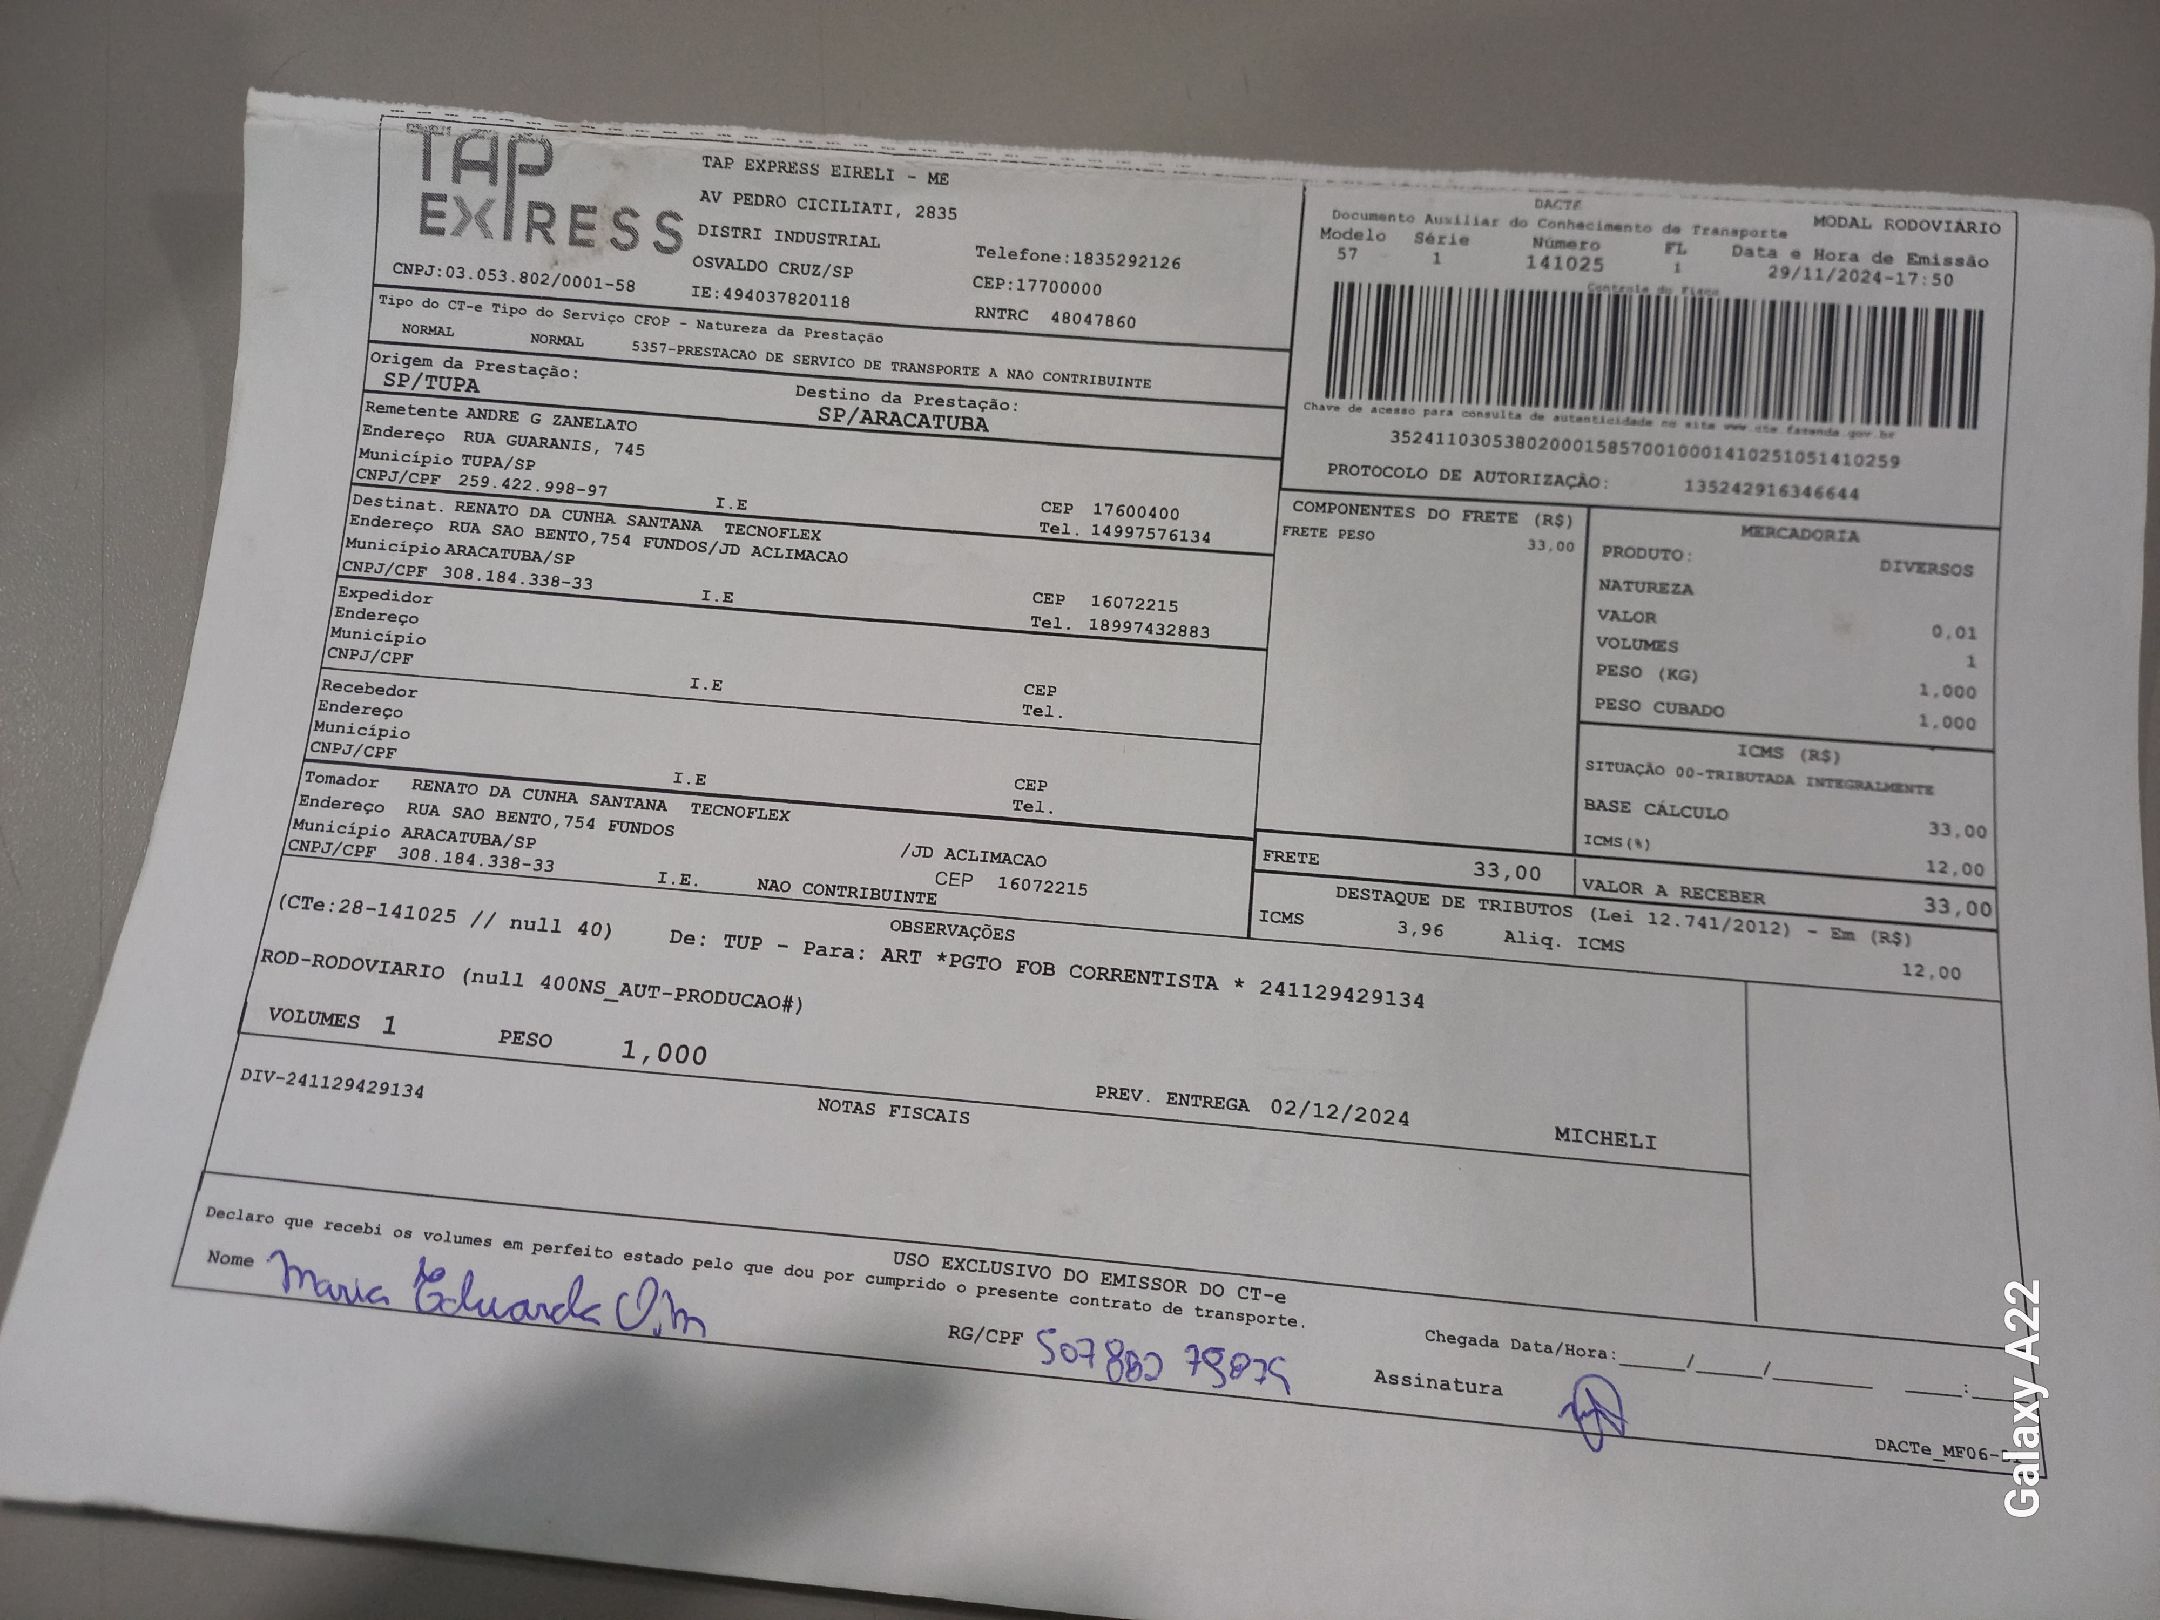 TAP
EXPRESS
TAP EXPRESS EIRELI - ME
AV PEDRO CICILIATI, 2835
DISTRI INDUSTRIAL
OSVALDO CRUZ/SP
Telefone:1835292126
CNPJ:03.053.802/0001-58
IE:494037820118
CEP:17700000
RNTRC 48047860
DACTE
Documento Auxiliar do Conhecimento de Transporte
MODAL RODOVIARIO
Modelo Série Número FL Data e Hora de Emissão
57 1 141025 1 29/11/2024-17:50
Controle do Fisco
Chave de acesso para consulta de autenticidade no site www.cte.fazenda.gov.br
35241103053802000158570010001410251051410259
PROTOCOLO DE AUTORIZAÇÃO: 135242916346644
Tipo do CT-e Tipo do Serviço CFOP - Natureza da Prestação
NORMAL NORMAL 5357-PRESTACAO DE SERVICO DE TRANSPORTE A NAO CONTRIBUINTE
Origem da Prestação: Destino da Prestação:
SP/TUPA SP/ARACATUBA
Remetente ANDRE G ZANELATO
Endereço RUA GUARANIS, 745
Município TUPA/SP CEP 17600400
CNPJ/CPF 259.422.998-97 I.E Tel. 14997576134
Destinat. RENATO DA CUNHA SANTANA TECNOFLEX
Endereço RUA SAO BENTO,754 FUNDOS/JD ACLIMACAO
Município ARACATUBA/SP CEP 16072215
CNPJ/CPF 308.184.338-33 I.E Tel. 18997432883
Expedidor
Endereço
Município CEP
CNPJ/CPF I.E Tel.
Recebedor
Endereço
Município CEP
CNPJ/CPF I.E Tel.
Tomador RENATO DA CUNHA SANTANA TECNOFLEX
Endereço RUA SAO BENTO,754 FUNDOS /JD ACLIMACAO
Município ARACATUBA/SP CEP 16072215
CNPJ/CPF 308.184.338-33 I.E. NAO CONTRIBUINTE
COMPONENTES DO FRETE (R$)
FRETE PESO 33,00
MERCADORIA
PRODUTO: DIVERSOS
NATUREZA
VALOR 0,01
VOLUMES 1
PESO (KG) 1,000
PESO CUBADO 1,000
ICMS (R$)
SITUAÇÃO 00-TRIBUTADA INTEGRALMENTE
BASE CÁLCULO 33,00
ICMS(%) 12,00
FRETE 33,00 VALOR A RECEBER 33,00
DESTAQUE DE TRIBUTOS (Lei 12.741/2012) - Em (R$)
ICMS 3,96 Aliq. ICMS 12,00
OBSERVAÇÕES
(CTe:28-141025 // null 40) De: TUP - Para: ART *PGTO FOB CORRENTISTA * 241129429134
ROD-RODOVIARIO (null 400NS_AUT-PRODUCAO#)
VOLUMES 1 PESO 1,000 PREV. ENTREGA 02/12/2024 MICHELI
NOTAS FISCAIS
DIV-241129429134
USO EXCLUSIVO DO EMISSOR DO CT-e
Declaro que recebi os volumes em perfeito estado pelo que dou por cumprido o presente contrato de transporte.
Nome Maria Eduarda O.M RG/CPF Chegada Data/Hora:____/____/______ ____:
Assinatura
DACTe_MF06-
Galaxy A22